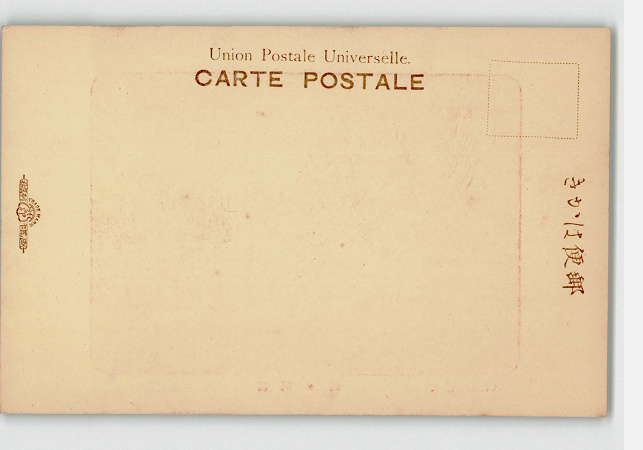 Union Postale Universelle.
CARTE POSTALE
郵便はかき